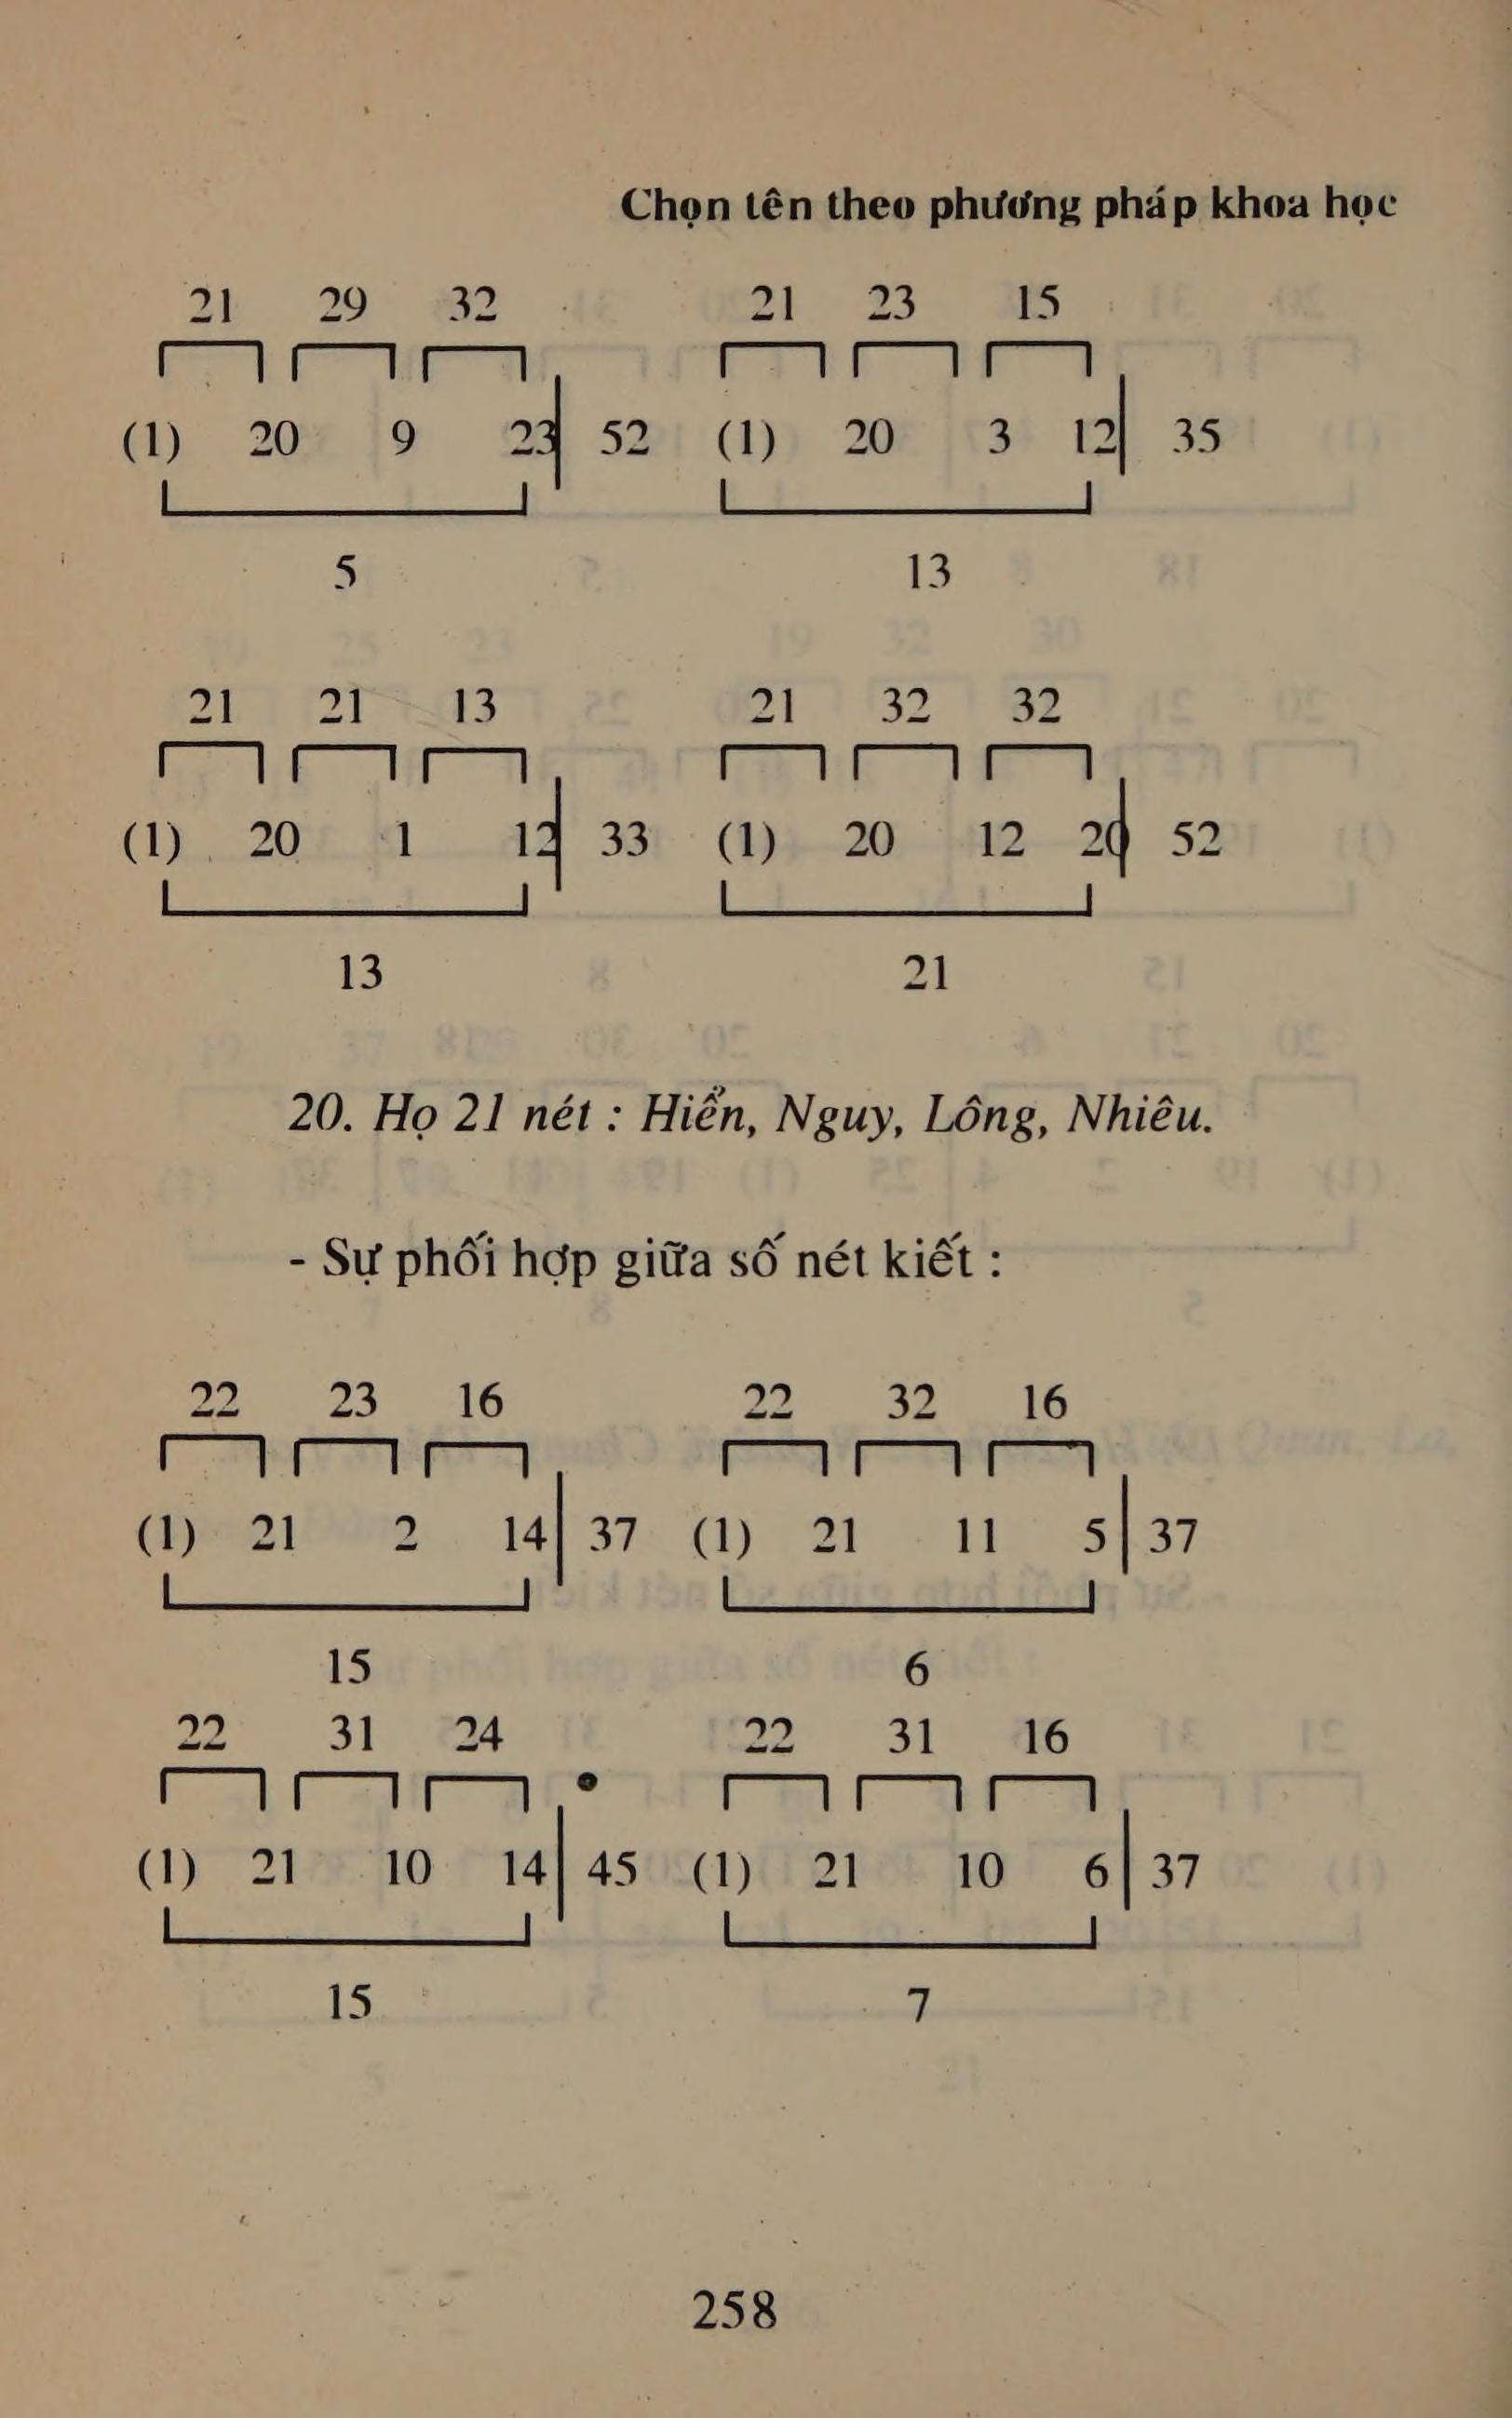 Chọn tên theo phương pháp khoa học
21 29 32 21 23 15
(1) 20 9 23 52 (1) 20 3 12 35
5 13
21 21 13 21 32 32
(1) 20 1 12 33 (1) 20 12 20 52
13 21
20. Họ 21 nét : Hiển, Nguy, Lông, Nhiêu.
- Sự phối hợp giữa số nét kiết :
22 23 16 22 32 16
(1) 21 2 14 37 (1) 21 11 5 37
15 6
22 31 24 22 31 16
(1) 21 10 14 45 (1) 21 10 6 37
15 7
258